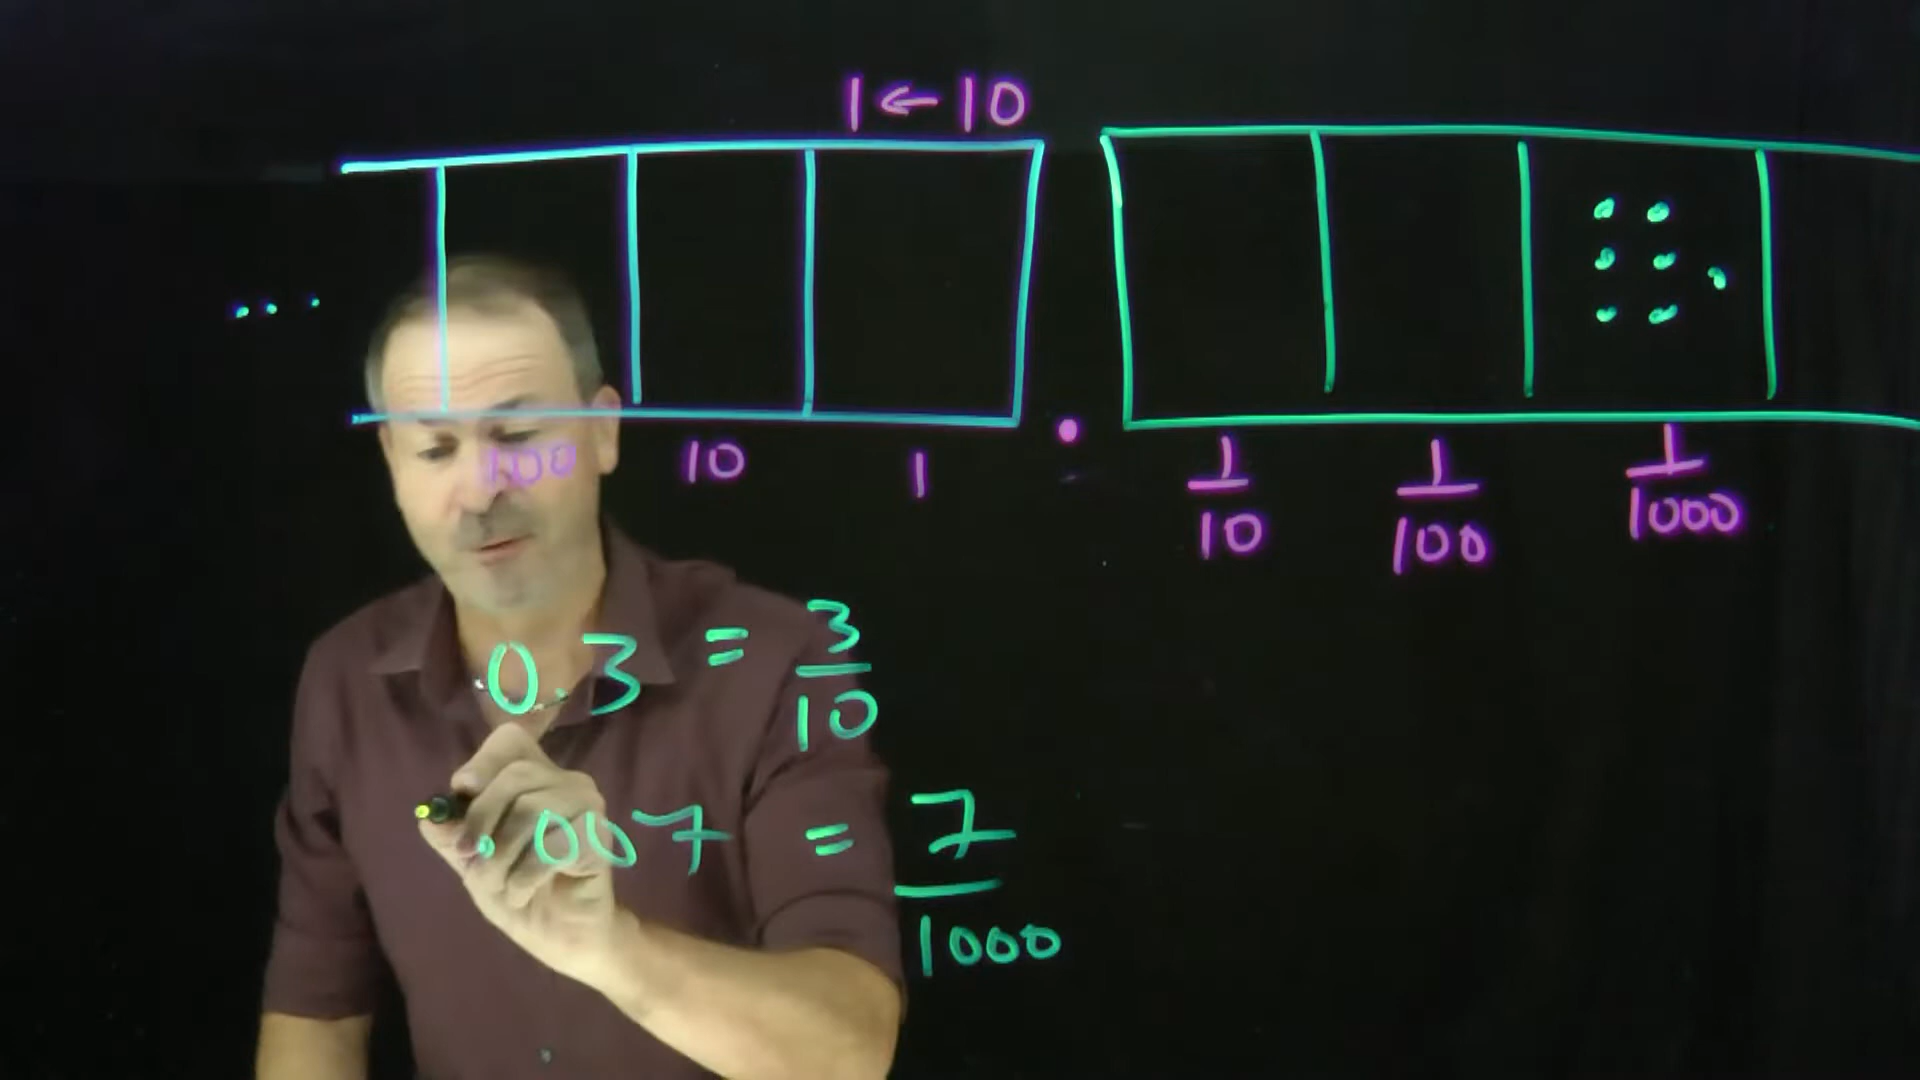 1 ← 10
...
100 10 1 . 1/10 1/100 1/1000
0.3 = 3/10
.007 = 7/1000